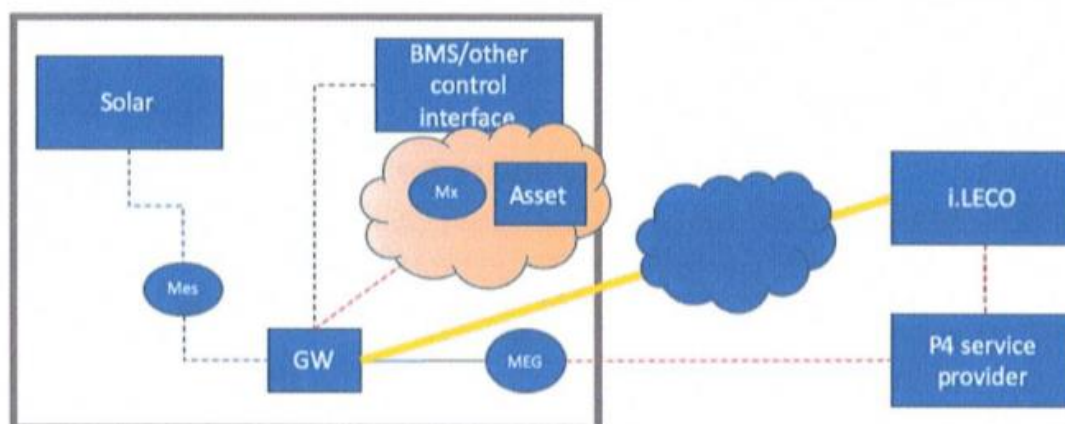 Solar
BMS/other
control
interface
Mx
Asset
i.LECO
Mes
GW
MEG
P4 service
provider